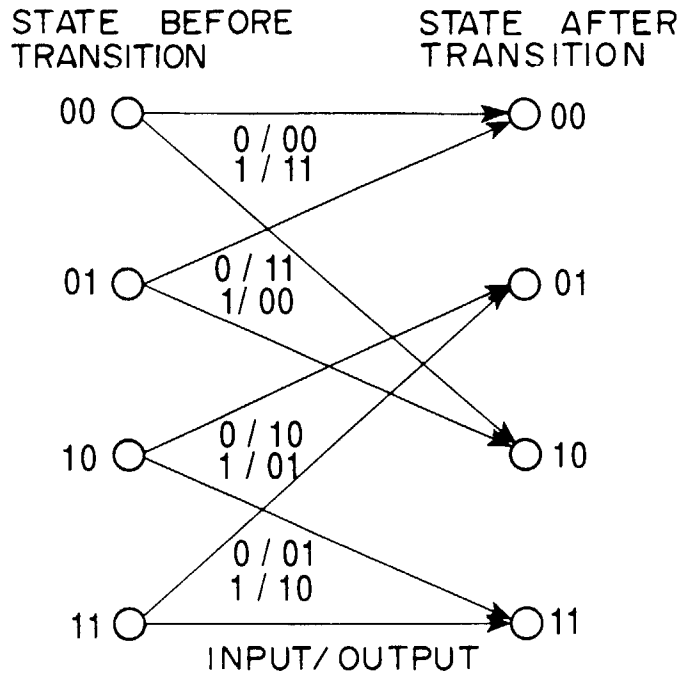 STATE BEFORE
TRANSITION
STATE AFTER
TRANSITION
00
00
0 / 00
1 / 11
01
01
0 / 11
1/ 00
10
10
0 / 10
1 / 01
0 / 01
1 / 10
11
11
INPUT/ OUTPUT